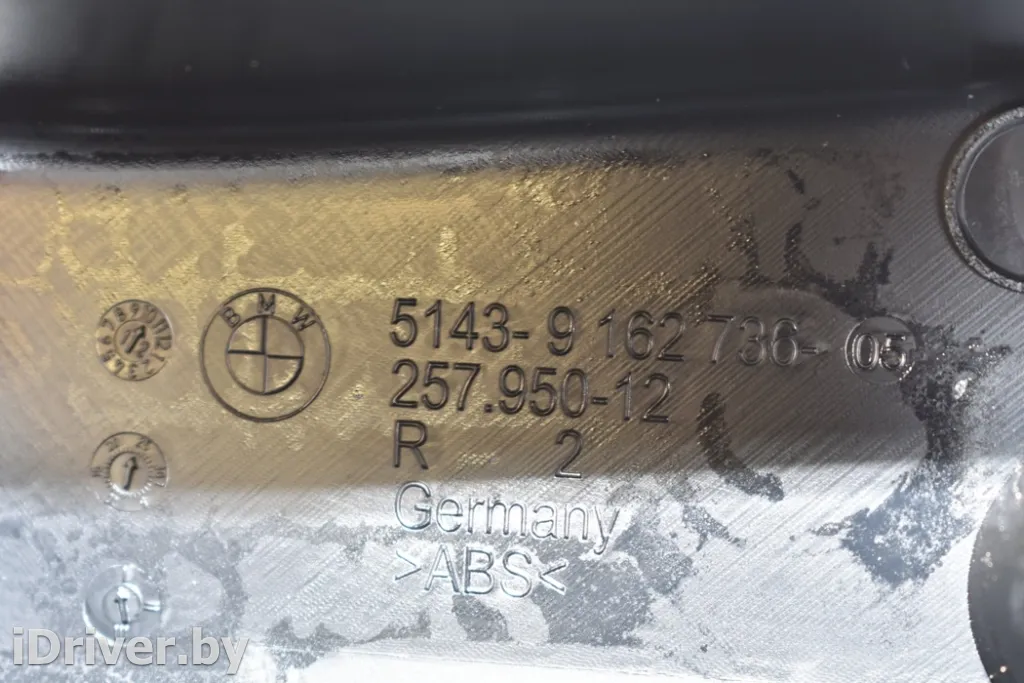 BMW
5143-9 162 736- 05
257.950-12
R 2
Germany
>ABS<
iDriver.by